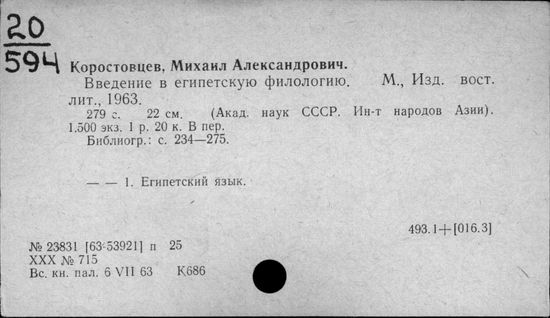 20
594
Коростовцев, Михаил Александрович.
Введение в египетскую филологию. М., Изд. вост.
лит., 1963.
279 с. 22 см. (Акад. наук СССР. Ин-т народов Азии).
1.500 экз. 1 р. 20 к. В пер.
Библиогр.: с. 234—275.
— — 1. Египетский язык.
493.1+[016.3]
№ 23831 [63-53921] п 25
XXX № 715
Вс. кн. пал. 6 VII 63 К686